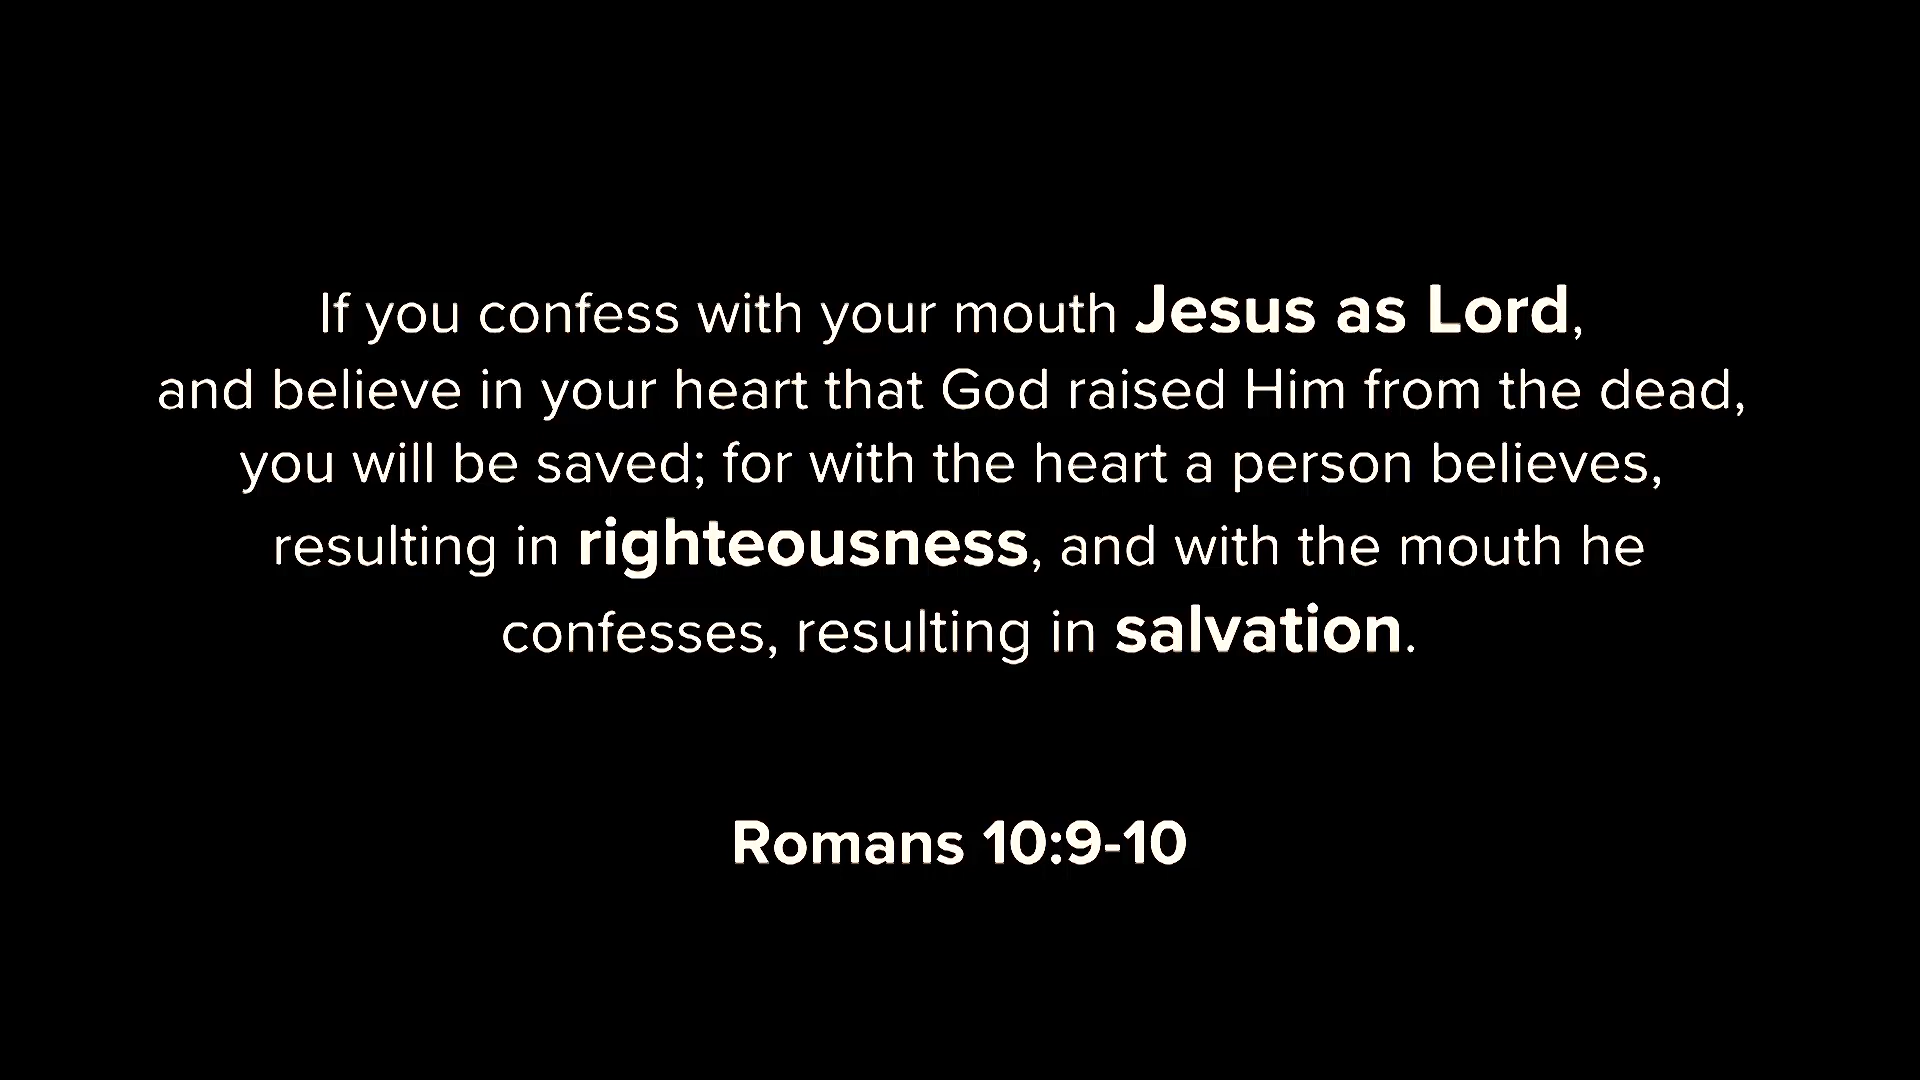 If you confess with your mouth Jesus as Lord,
and believe in your heart that God raised Him from the dead,
you will be saved; for with the heart a person believes,
resulting in righteousness, and with the mouth he
confesses, resulting in salvation.
Romans 10:9-10